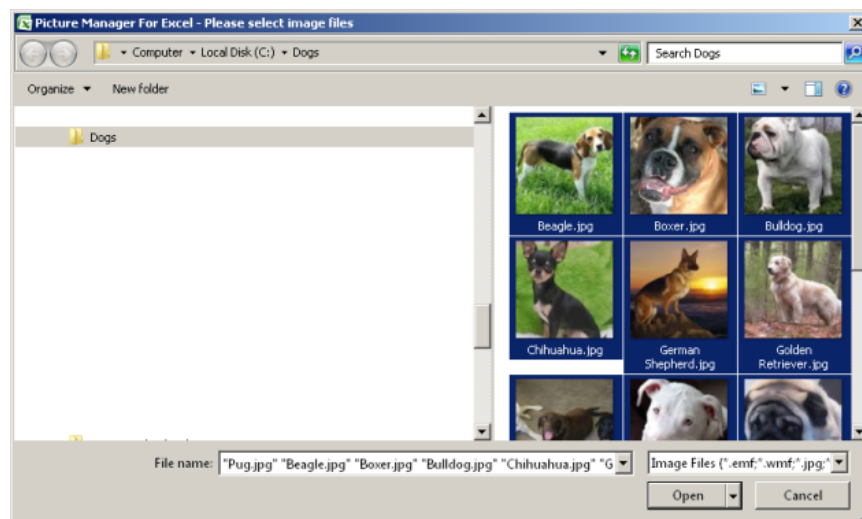 Picture Manager For Excel - Please select image files
Computer Local Disk (C:) Dogs
Search Dogs
Organize New folder
Dogs
Beagle.jpg Boxer.jpg Bulldog.jpg
Chihuahua.jpg German Shepherd.jpg Golden Retriever.jpg
File name: "Pug.jpg" "Beagle.jpg" "Boxer.jpg" "Bulldog.jpg" "Chihuahua.jpg" "G
Image Files (*.emf;*.wmf;*.jpg;*
Open Cancel